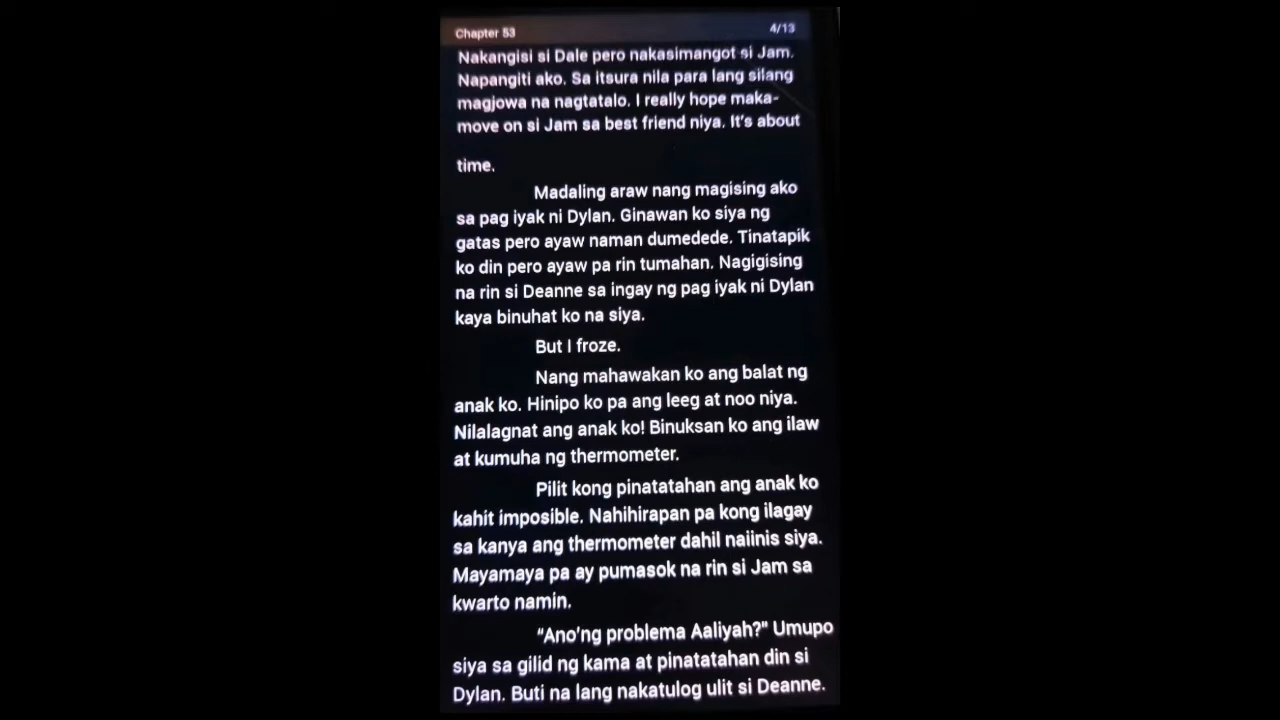 Chapter 53
4/13
Nakangisi si Dale pero nakasimangot si Jam.
Napangiti ako. Sa itsura nila para lang silang
magjowa na nagtatalo. I really hope maka-
move on si Jam sa best friend niya. It's about
time.
Madaling araw nang magising ako
sa pag iyak ni Dylan. Ginawan ko siya ng
gatas pero ayaw naman dumedede. Tinatapik
ko din pero ayaw pa rin tumahan. Nagigising
na rin si Deanne sa ingay ng pag iyak ni Dylan
kaya binuhat ko na siya.
But I froze.
Nang mahawakan ko ang balat ng
anak ko. Hinipo ko pa ang leeg at noo niya.
Nilalagnat ang anak ko! Binuksan ko ang ilaw
at kumuha ng thermometer.
Pilit kong pinatatahan ang anak ko
kahit imposible. Nahihirapan pa kong ilagay
sa kanya ang thermometer dahil naiinis siya.
Mayamaya pa ay pumasok na rin si Jam sa
kwarto namin.
“Ano'ng problema Aaliyah?" Umupo
siya sa gilid ng kama at pinatatahan din si
Dylan. Buti na lang nakatulog ulit si Deanne.